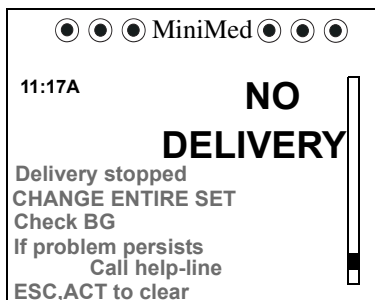 MiniMed
11:17A
NO
DELIVERY
Delivery stopped
CHANGE ENTIRE SET
Check BG
If problem persists
Call help-line
ESC,ACT to clear